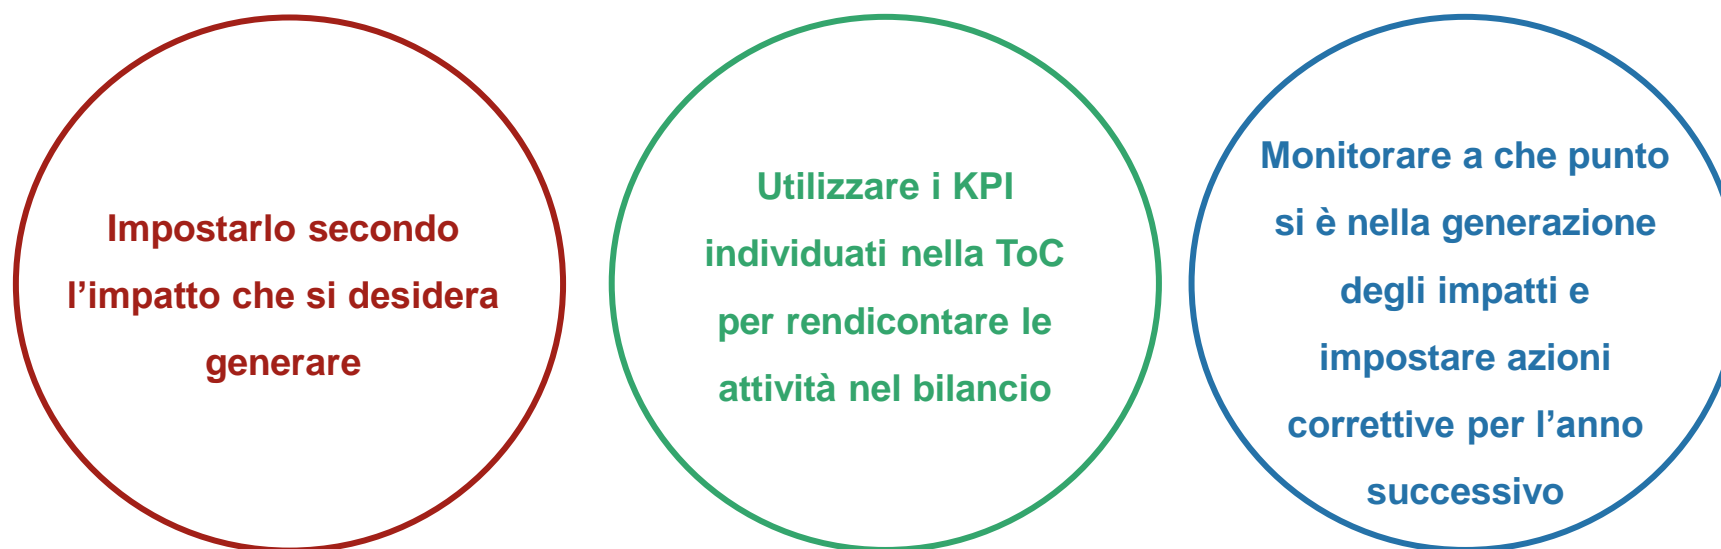 Impostarlo secondo
l’impatto che si desidera
generare
Utilizzare i KPI
individuati nella ToC
per rendicontare le
attività nel bilancio
Monitorare a che punto
si è nella generazione
degli impatti e
impostare azioni
correttive per l’anno
successivo